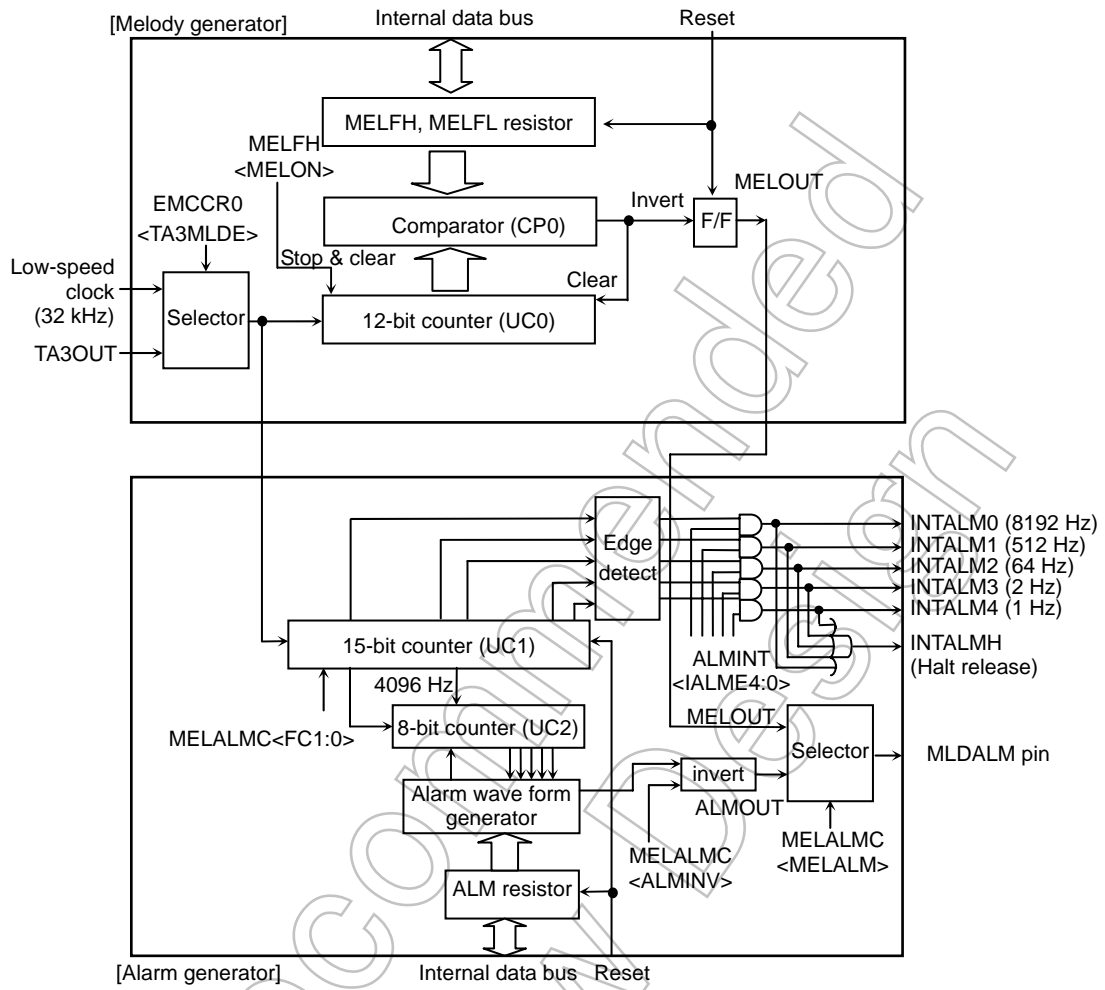 [Melody generator]
Internal data bus
Reset
MELFH, MELFL resistor
MELFH
<MELON>
MELOUT
Invert
F/F
EMCCR0
<TA3MLDE>
Comparator (CP0)
Stop & clear
Clear
Low-speed
clock
(32 kHz)
Selector
12-bit counter (UC0)
TA3OUT
Edge
detect
INTALM0 (8192 Hz)
INTALM1 (512 Hz)
INTALM2 (64 Hz)
INTALM3 (2 Hz)
INTALM4 (1 Hz)
15-bit counter (UC1)
ALMINT
<IALME4:0>
INTALMH
(Halt release)
4096 Hz
MELALMC<FC1:0>
8-bit counter (UC2)
MELOUT
Selector
MLDALM pin
invert
Alarm wave form
generator
ALMOUT
MELALMC
<ALMINV>
MELALMC
<MELALM>
ALM resistor
[Alarm generator]
Internal data bus
Reset
commended
w Design